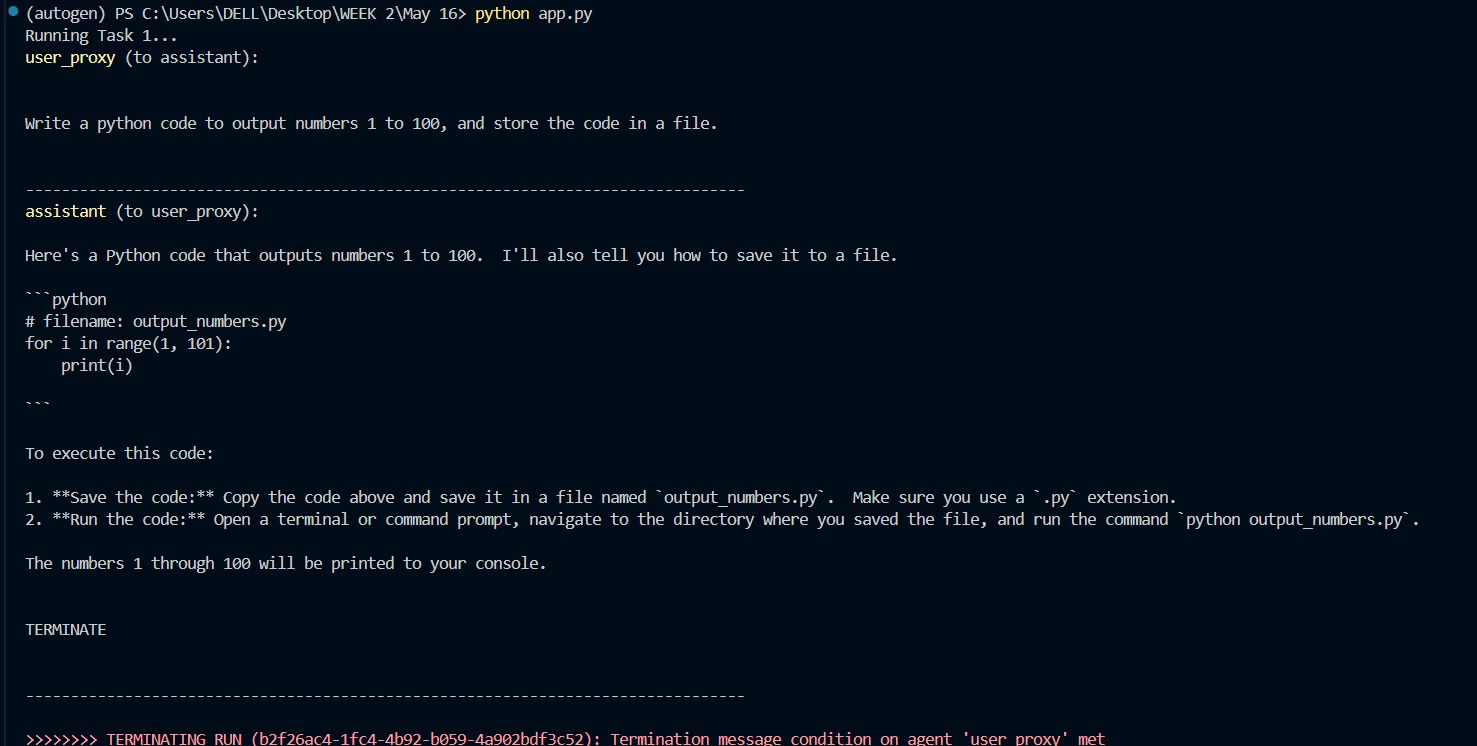 (autogen) PS C:\Users\DELL\Desktop\WEEK 2\May 16> python app.py
Running Task 1...
user_proxy (to assistant):
Write a python code to output numbers 1 to 100, and store the code in a file.
--------------------------------------------------------------------------------
assistant (to user_proxy):
Here's a Python code that outputs numbers 1 to 100.  I'll also tell you how to save it to a file.
```python
# filename: output_numbers.py
for i in range(1, 101):
    print(i)
```
To execute this code:
1. **Save the code:** Copy the code above and save it in a file named `output_numbers.py`.  Make sure you use a `.py` extension.
2. **Run the code:** Open a terminal or command prompt, navigate to the directory where you saved the file, and run the command `python output_numbers.py`.
The numbers 1 through 100 will be printed to your console.
TERMINATE
--------------------------------------------------------------------------------
>>>>>>>> TERMINATING RUN (b2f26ac4-1fc4-4b92-b059-4a902bdf3c52): Termination message condition on agent 'user_proxy' met